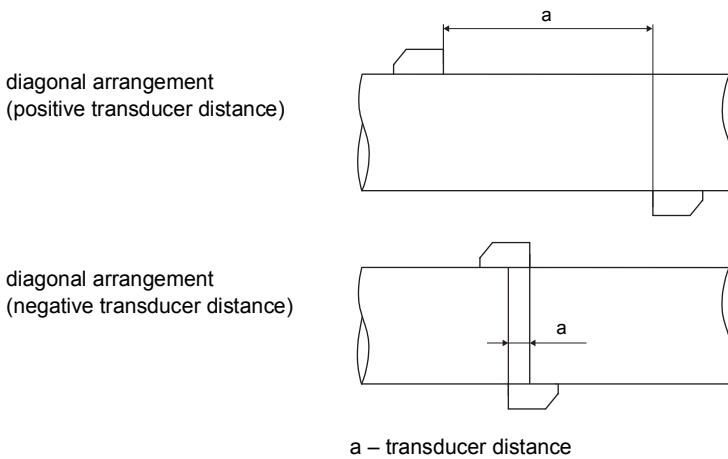 a
diagonal arrangement
(positive transducer distance)
diagonal arrangement
(negative transducer distance)
a
a – transducer distance